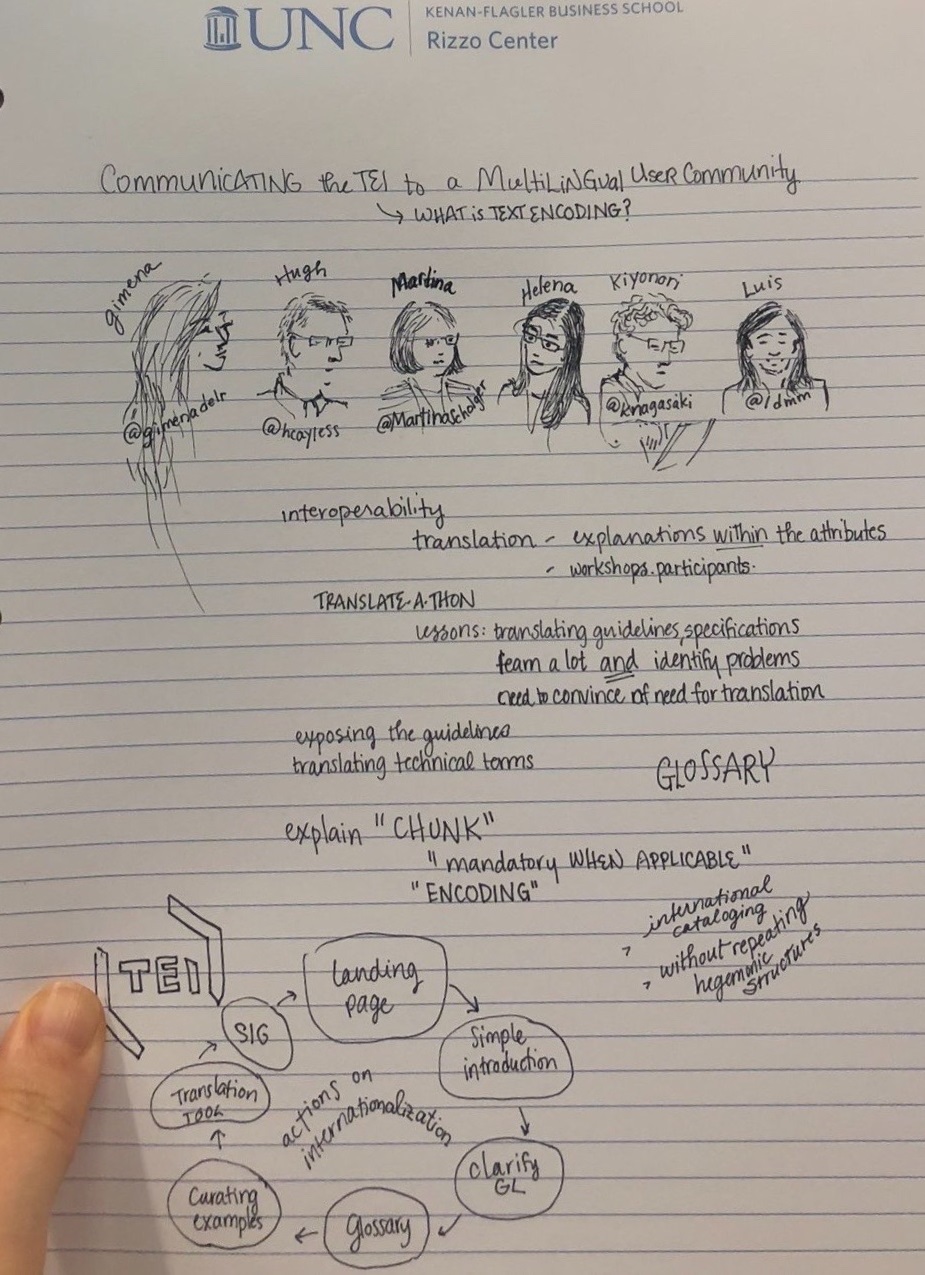 UNC
KENAN-FLAGLER BUSINESS SCHOOL
Rizzo Center
COMMUNICATING the TEI to a MULTILINGUAL USER COMMUNITY
↳ WHAT is TEXT ENCODING?
gimena
Hugh
Martina
Helena
Kiyonori
Luis
@gimenadelr
@hcayless
@MartinaScholger
@knagasaki
@ldmm
interoperability
translation - explanations within the attributes
- workshops.participants.
TRANSLATE-A-THON
lessons: translating guidelines, specifications
learn a lot and identify problems
need to convince of need for translation
exposing the guidelines
translating technical terms
GLOSSARY
explain "CHUNK"
"mandatory WHEN APPLICABLE"
"ENCODING"
international
cataloging
without repeating
hegemonic
structures
TEI
SIG
Landing
page
Simple
introduction
Clarify
GL
Glossary
Curating
examples
Translation
TOOL
actions on
internationalization